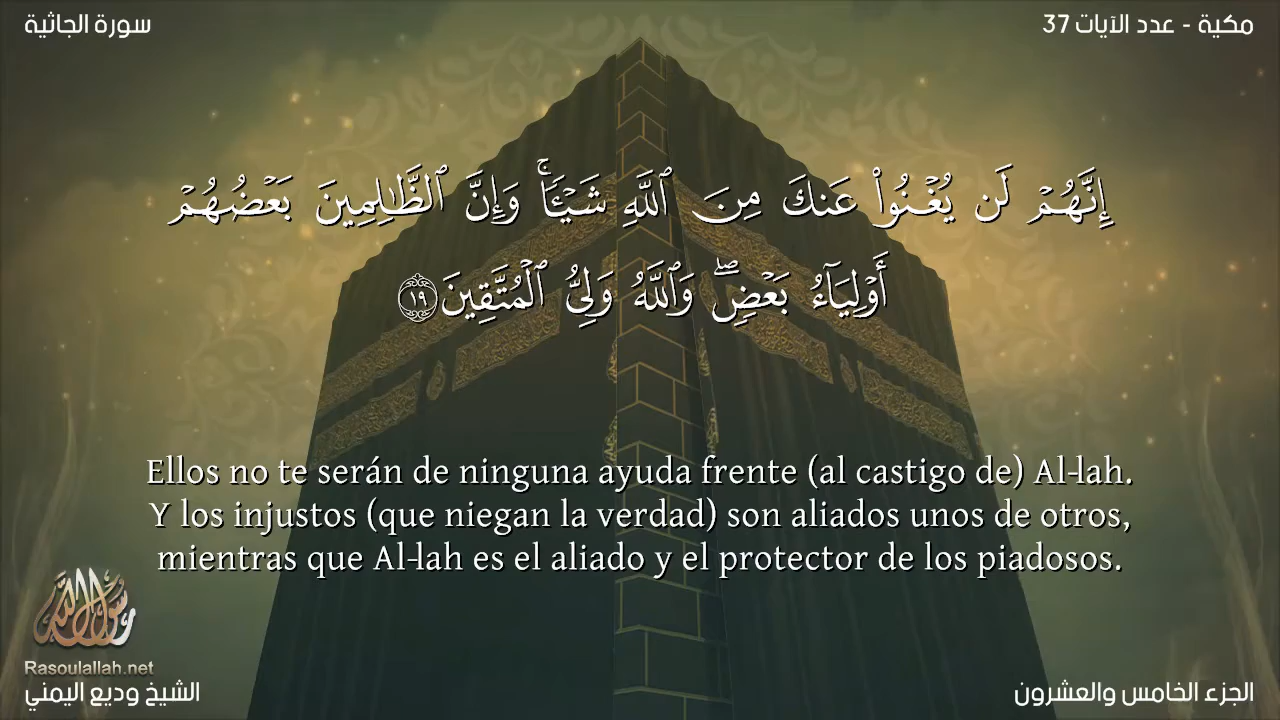 سورة الجاثية
مكية - عدد الآيات 37
إِنَّهُمْ لَن يُغْنُوا۟ عَنكَ مِنَ ٱللَّهِ شَيْـًٔا ۚ وَإِنَّ ٱلظَّـٰلِمِينَ بَعْضُهُمْ
أَوْلِيَآءُ بَعْضٍ ۖ وَٱللَّهُ وَلِىُّ ٱلْمُتَّقِينَ ١٩
Ellos no te serán de ninguna ayuda frente (al castigo de) Al-lah.
Y los injustos (que niegan la verdad) son aliados unos de otros,
mientras que Al-lah es el aliado y el protector de los piadosos.
رسول الله
Rasoulallah.net
الشيخ وديع اليمني
الجزء الخامس والعشرون